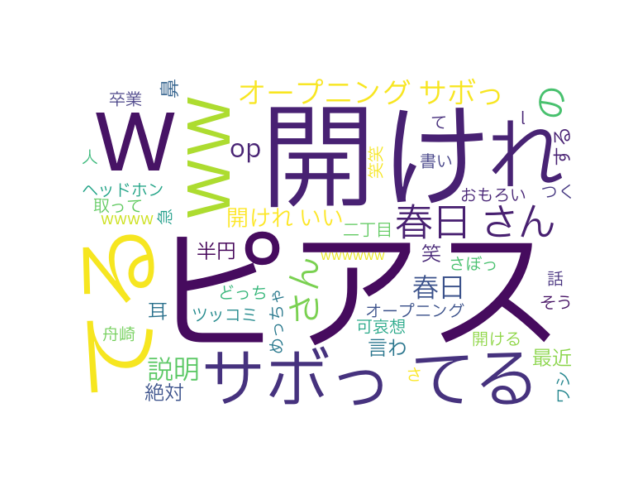 卒業
鼻
オープニング サボっ
の
人
w
ww
op
開けれ
笑笑
て
書い
し
する
ヘッドホン
取って
wwww
急
開けれ いい
二丁目
春日 さん
おもろい
つく
てる
半円
ピアス
さん
wwwwww
笑
春日
さぼっ
話
そう
耳
どっち
ツッコミ
めっちゃ
オープニング
舟崎
可哀想
言わ
開ける
最近
説明
絶対
サボっ てる
さ
ワシ